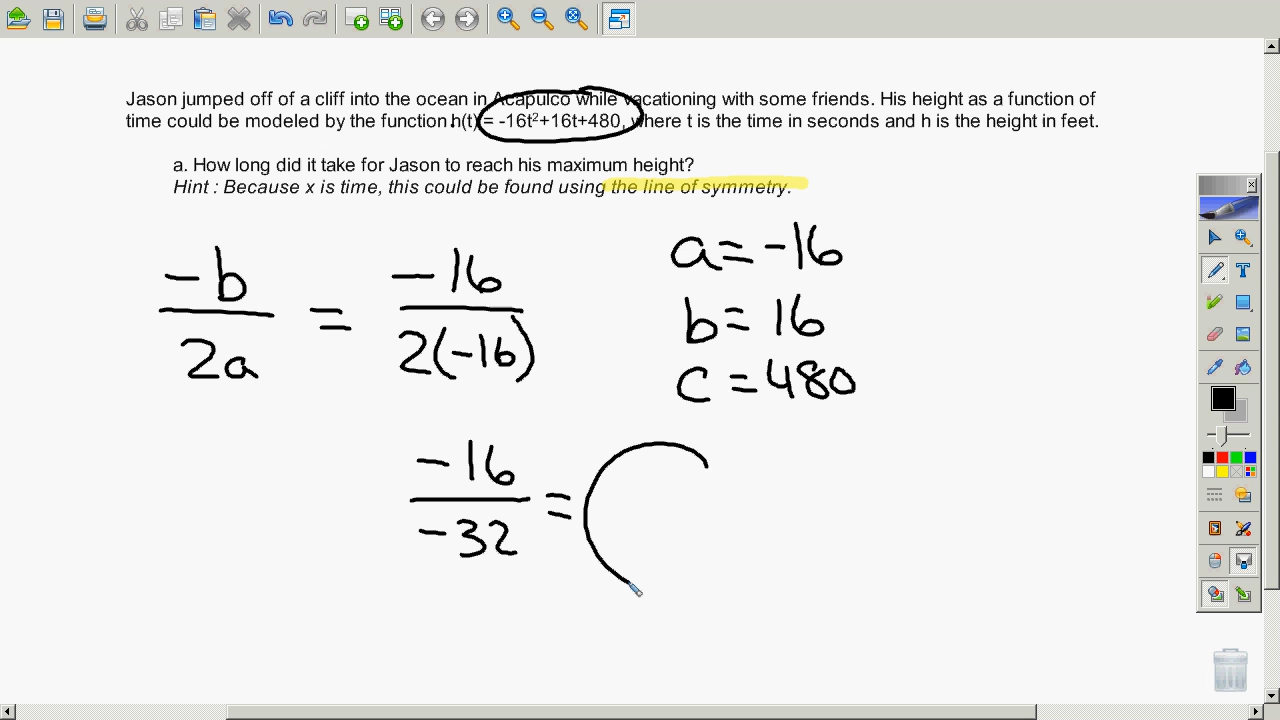 Jason jumped off of a cliff into the ocean in Acapulco while vacationing with some friends. His height as a function of
time could be modeled by the function h(t) = -16t²+16t+480, where t is the time in seconds and h is the height in feet.
a. How long did it take for Jason to reach his maximum height?
Hint : Because x is time, this could be found using the line of symmetry.
-b/2a = -16/2(-16)
a = -16
b = 16
c = 480
-16/-32 =
T